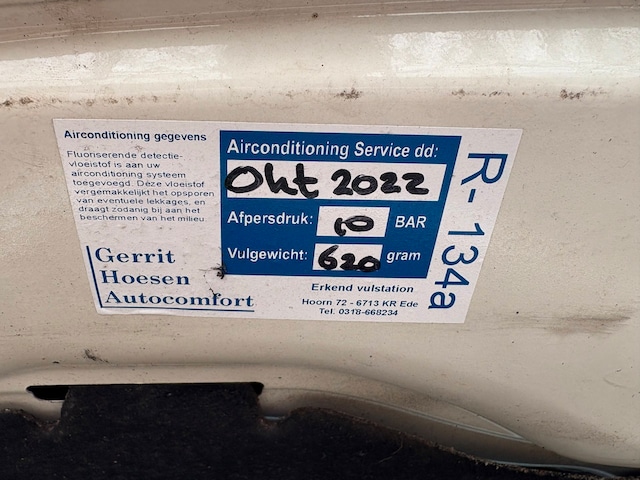 Airconditioning gegevens
Fluoriserende detectie-
vloeistof is aan uw
airconditioning systeem
toegevoegd. Deze vloeistof
vergemakkelijkt het opsporen
van eventuele lekkages, en
draagt zodanig bij aan het
beschermen van het milieu.
Gerrit
Hoesen
Autocomfort
Airconditioning Service dd:
Okt 2022
Afpersdruk: 10 BAR
Vulgewicht: 620 gram
Erkend vulstation
Hoorn 72 - 6713 KR Ede
Tel. 0318-668234
R-134a